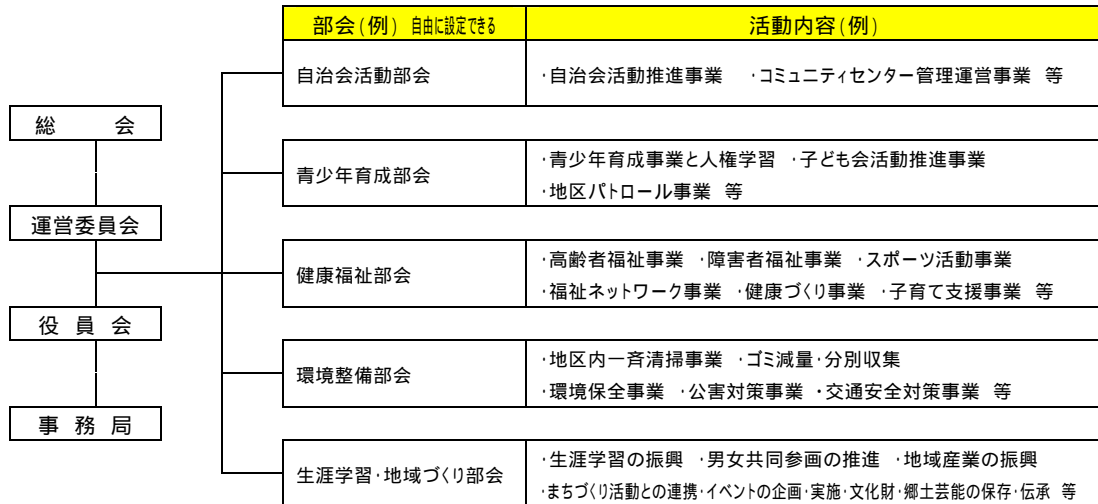 部会(例) 自由に設定できる
活動内容(例)
自治会活動部会
・自治会活動推進事業 ・コミュニティセンター管理運営事業 等
総 会
青少年育成部会
・青少年育成事業と人権学習 ・子ども会活動推進事業
・地区パトロール事業 等
運営委員会
健康福祉部会
・高齢者福祉事業 ・障害者福祉事業 ・スポーツ活動事業
・福祉ネットワーク事業 ・健康づくり事業 ・子育て支援事業 等
役 員 会
環境整備部会
・地区内一斉清掃事業 ・ゴミ減量・分別収集
・環境保全事業 ・公害対策事業 ・交通安全対策事業 等
事 務 局
生涯学習・地域づくり部会
・生涯学習の振興 ・男女共同参画の推進 ・地域産業の振興
・まちづくり活動との連携・イベントの企画・実施・文化財・郷土芸能の保存・伝承 等